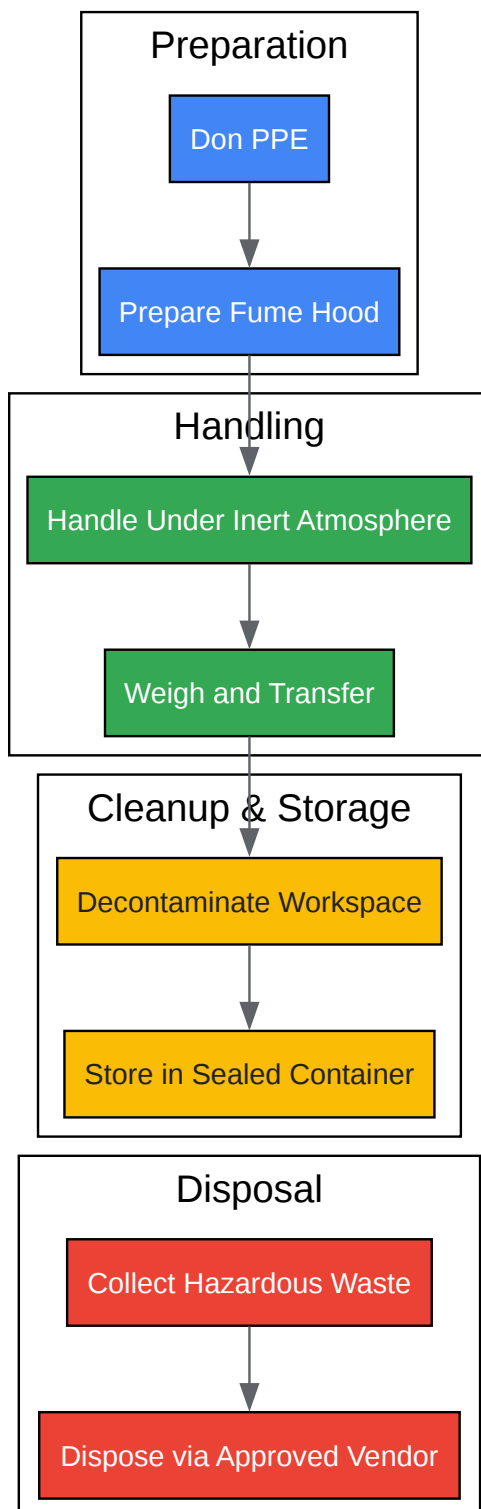 Preparation
Don PPE
Prepare Fume Hood
Handling
Handle Under Inert Atmosphere
Weigh and Transfer
Cleanup & Storage
Decontaminate Workspace
Store in Sealed Container
Disposal
Collect Hazardous Waste
Dispose via Approved Vendor